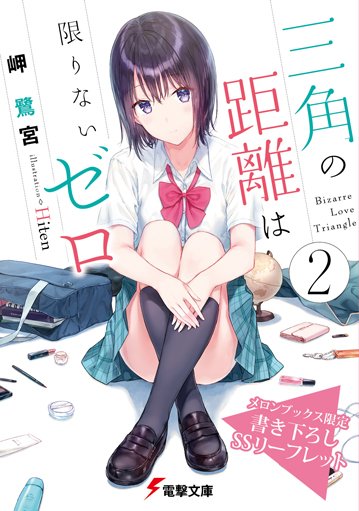 三角の
距離は
限りない
ゼロ
2
Bizarre
Love
Triangle
岬
鷺宮
illustration◇Hiten
メロンブックス限定
書き下ろし
SSリーフレット
電撃文庫